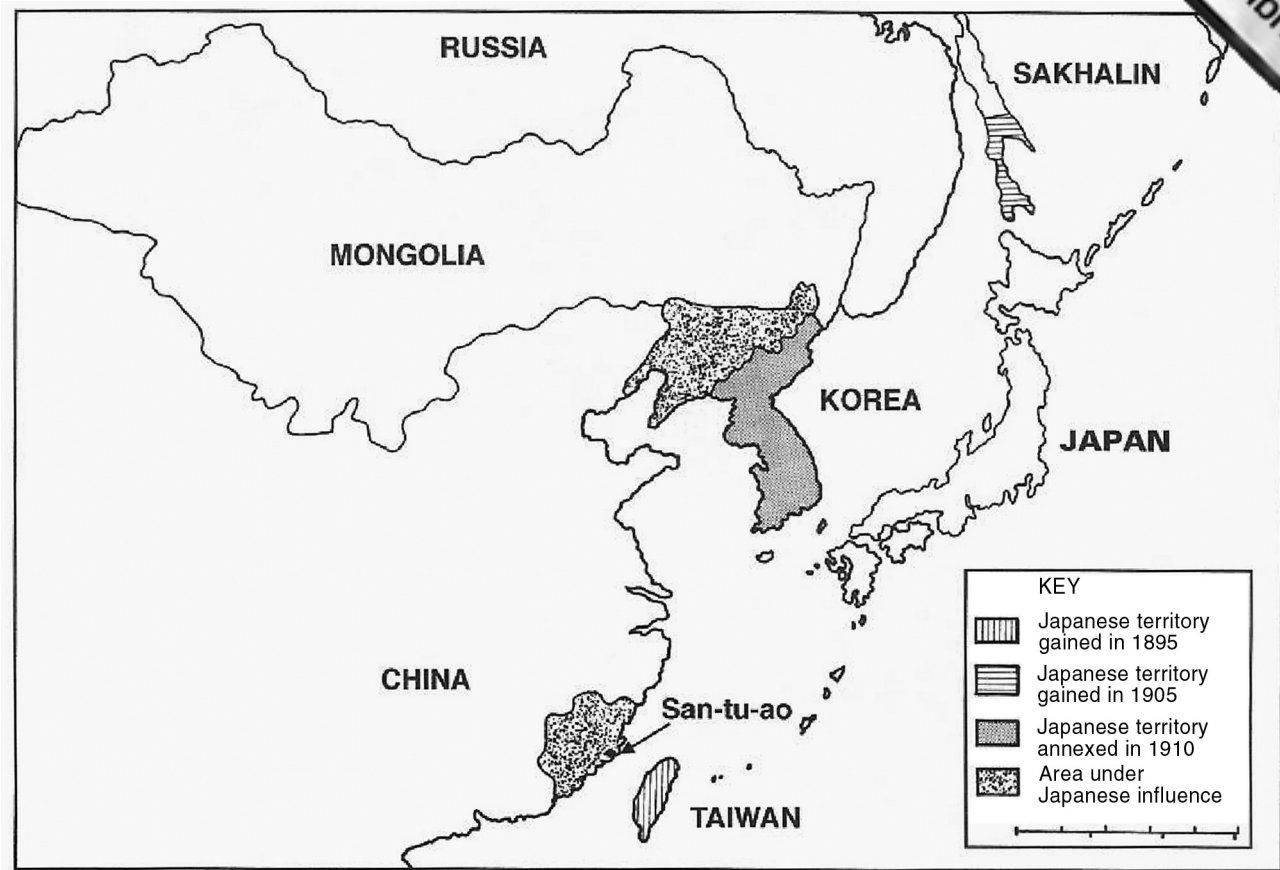 RUSSIA
SAKHALIN
MONGOLIA
KOREA
JAPAN
CHINA
San-tu-ao
TAIWAN
KEY
Japanese territory
gained in 1895
Japanese territory
gained in 1905
Japanese territory
annexed in 1910
Area under
Japanese influence